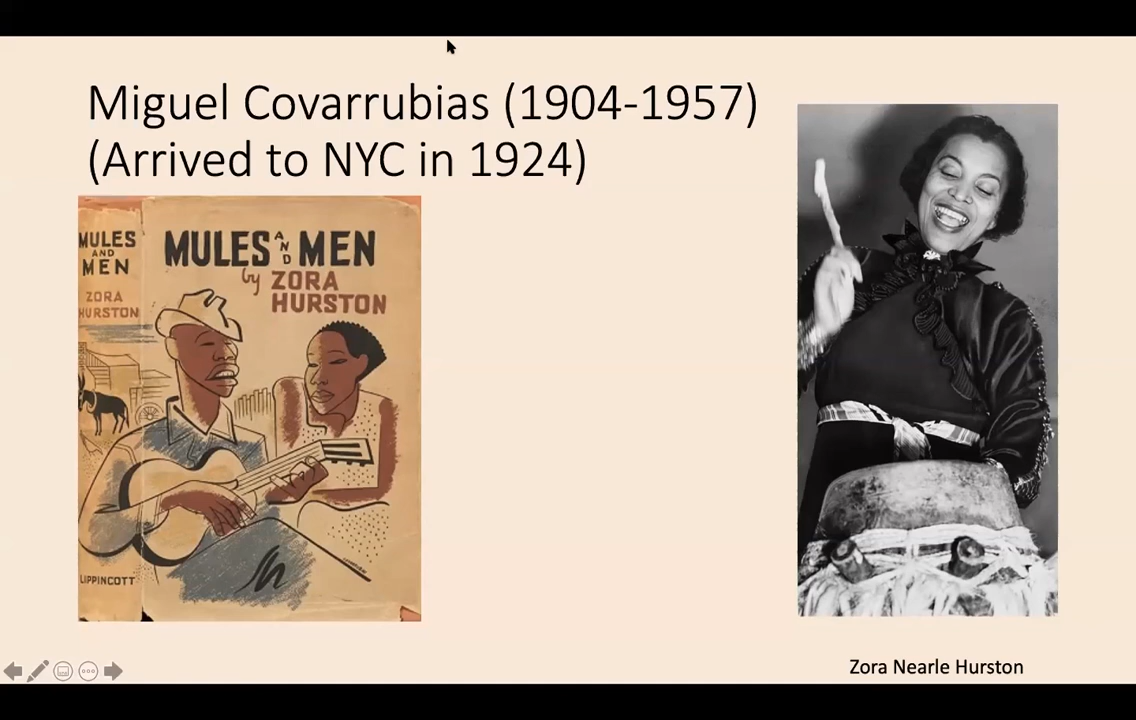 Miguel Covarrubias (1904-1957)
(Arrived to NYC in 1924)
MULES
AND
MEN
ZORA
HURSTON
LIPPINCOTT
MULES AND MEN
by ZORA
HURSTON
Zora Nearle Hurston